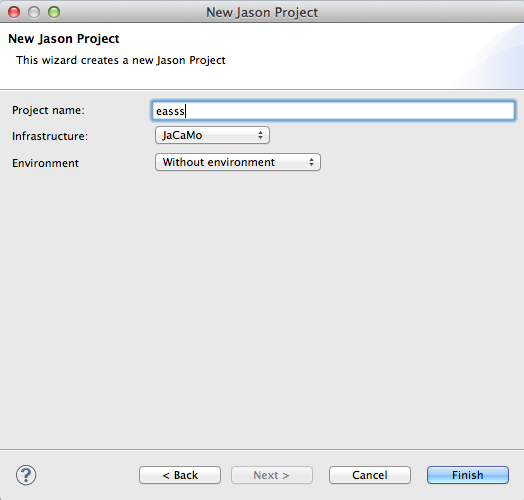 New Jason Project
New Jason Project
This wizard creates a new Jason Project
Project name: easss
Infrastructure: JaCaMo
Environment Without environment
? < Back Next > Cancel Finish